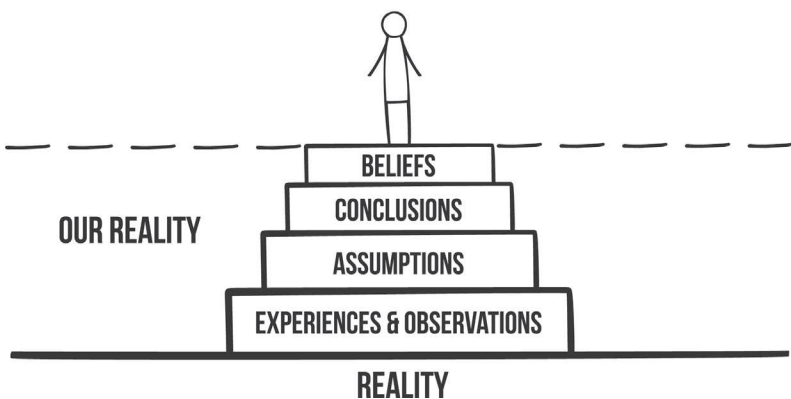 BELIEFS
CONCLUSIONS
OUR REALITY
ASSUMPTIONS
EXPERIENCES & OBSERVATIONS
REALITY